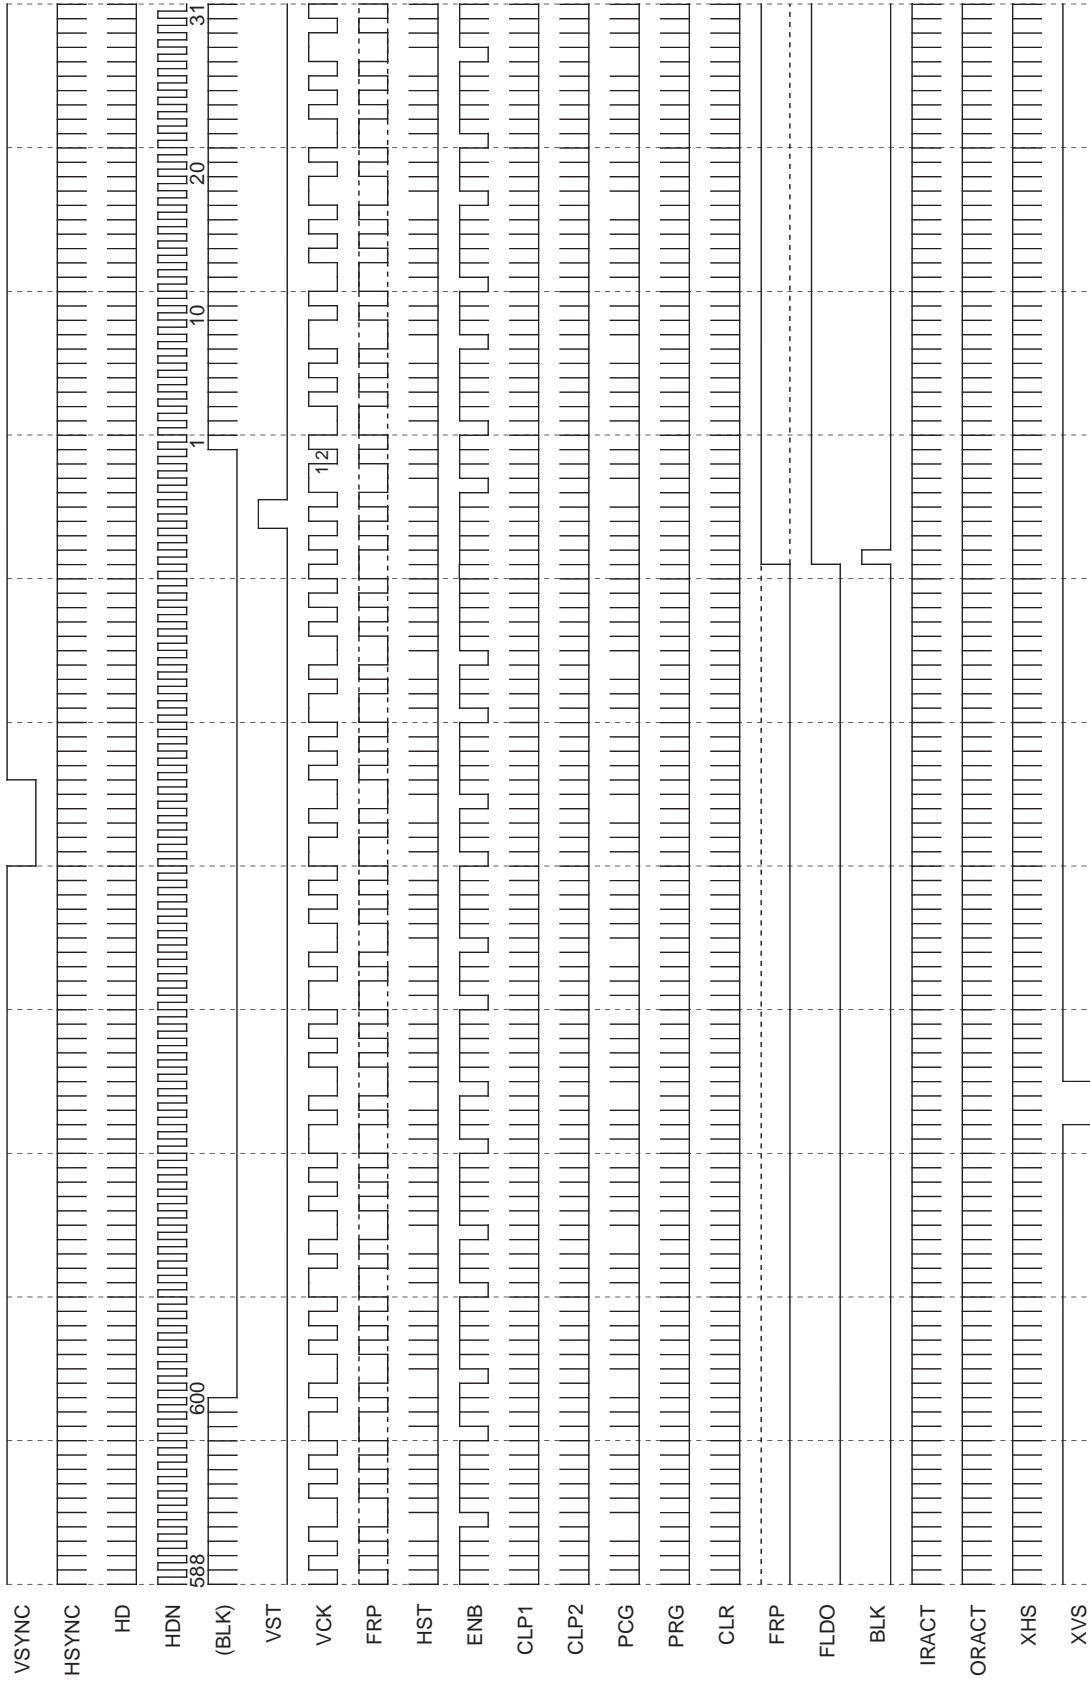 VSYNC
HSYNC
HD
HDN
588
600
1
10
20
31
(BLK)
VST
VCK
1 2
FRP
HST
ENB
CLP1
CLP2
PCG
PRG
CLR
FRP
FLDO
BLK
IRACT
ORACT
XHS
XVS